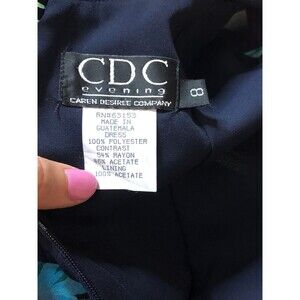 CDC
evening
CAREN DESIREE COMPANY
8
RN#63153
MADE IN
GUATEMALA
DRESS
100% POLYESTER
CONTRAST
54% RAYON
46% ACETATE
LINING
100% ACETATE